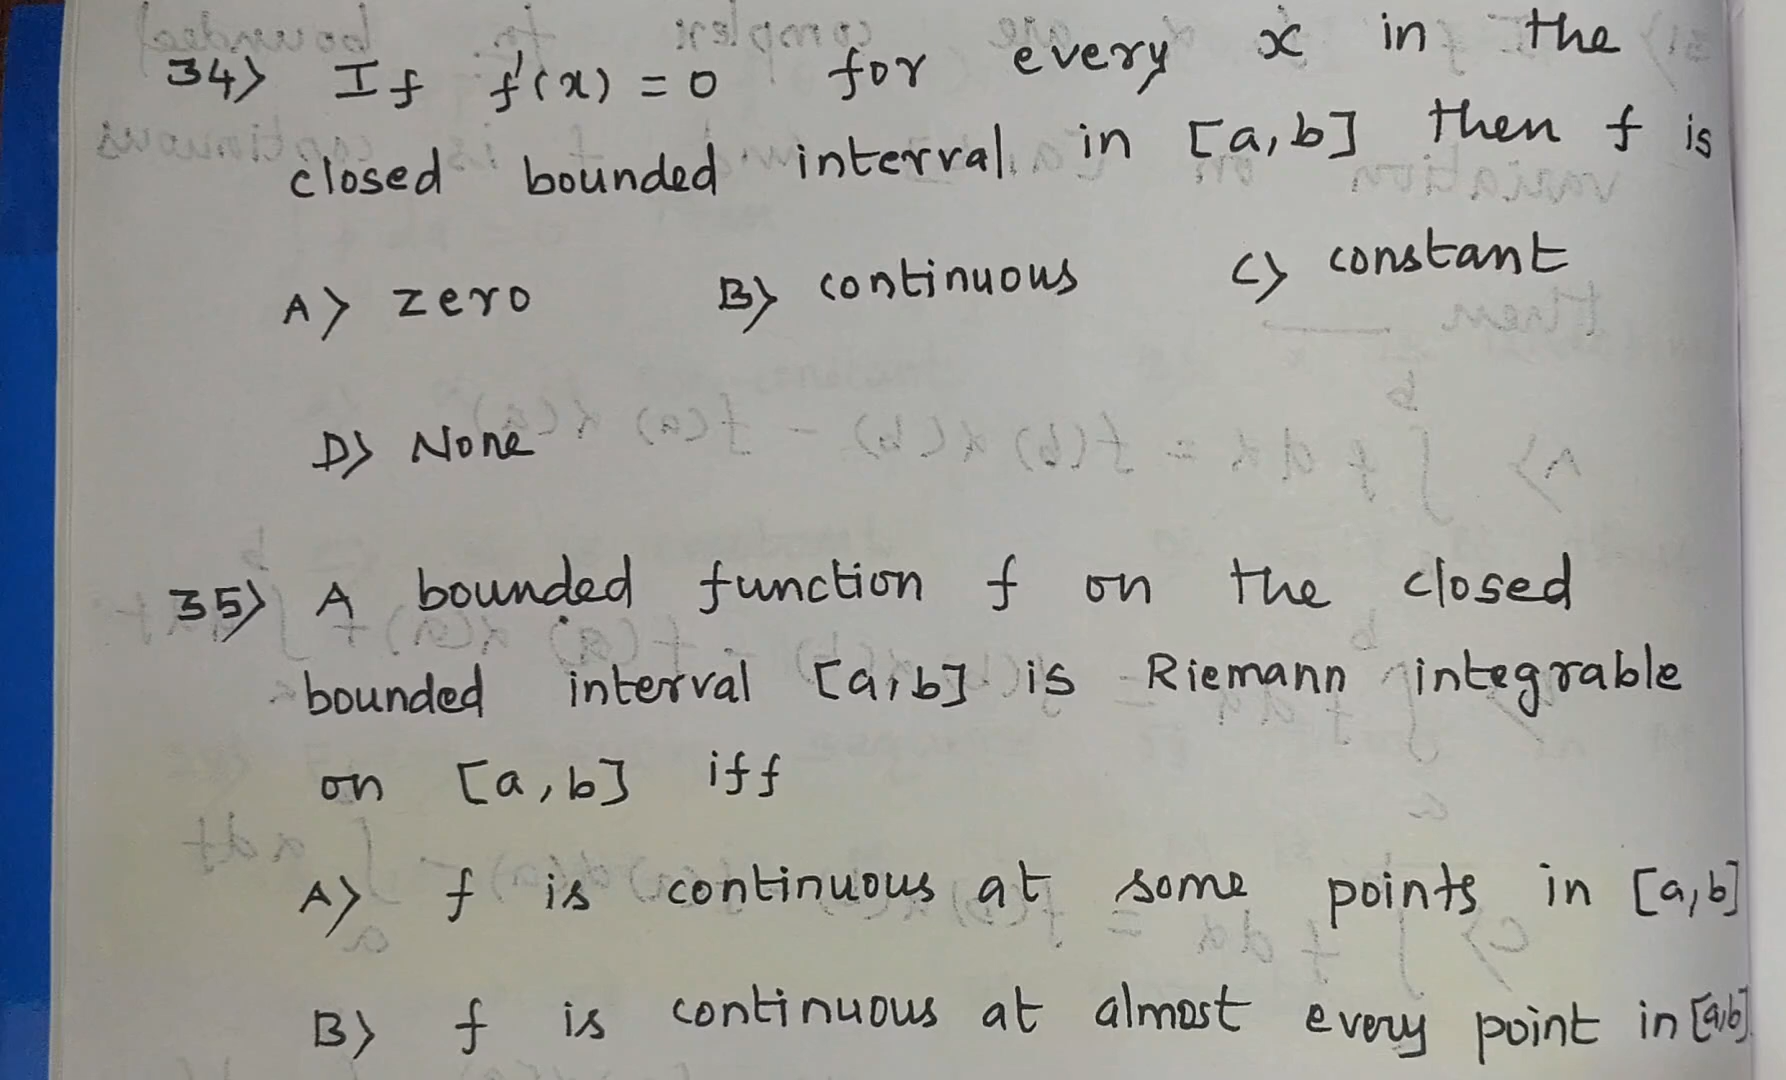 34) If f'(x) = 0 for every x in the
closed bounded interval in [a,b] then f is
A) zero B) continuous C) constant
D) None
35) A bounded function f on the closed
bounded interval [a,b] is Riemann integrable
on [a,b] iff
A) f is continuous at some points in [a,b]
B) f is continuous at almost every point in [a,b]